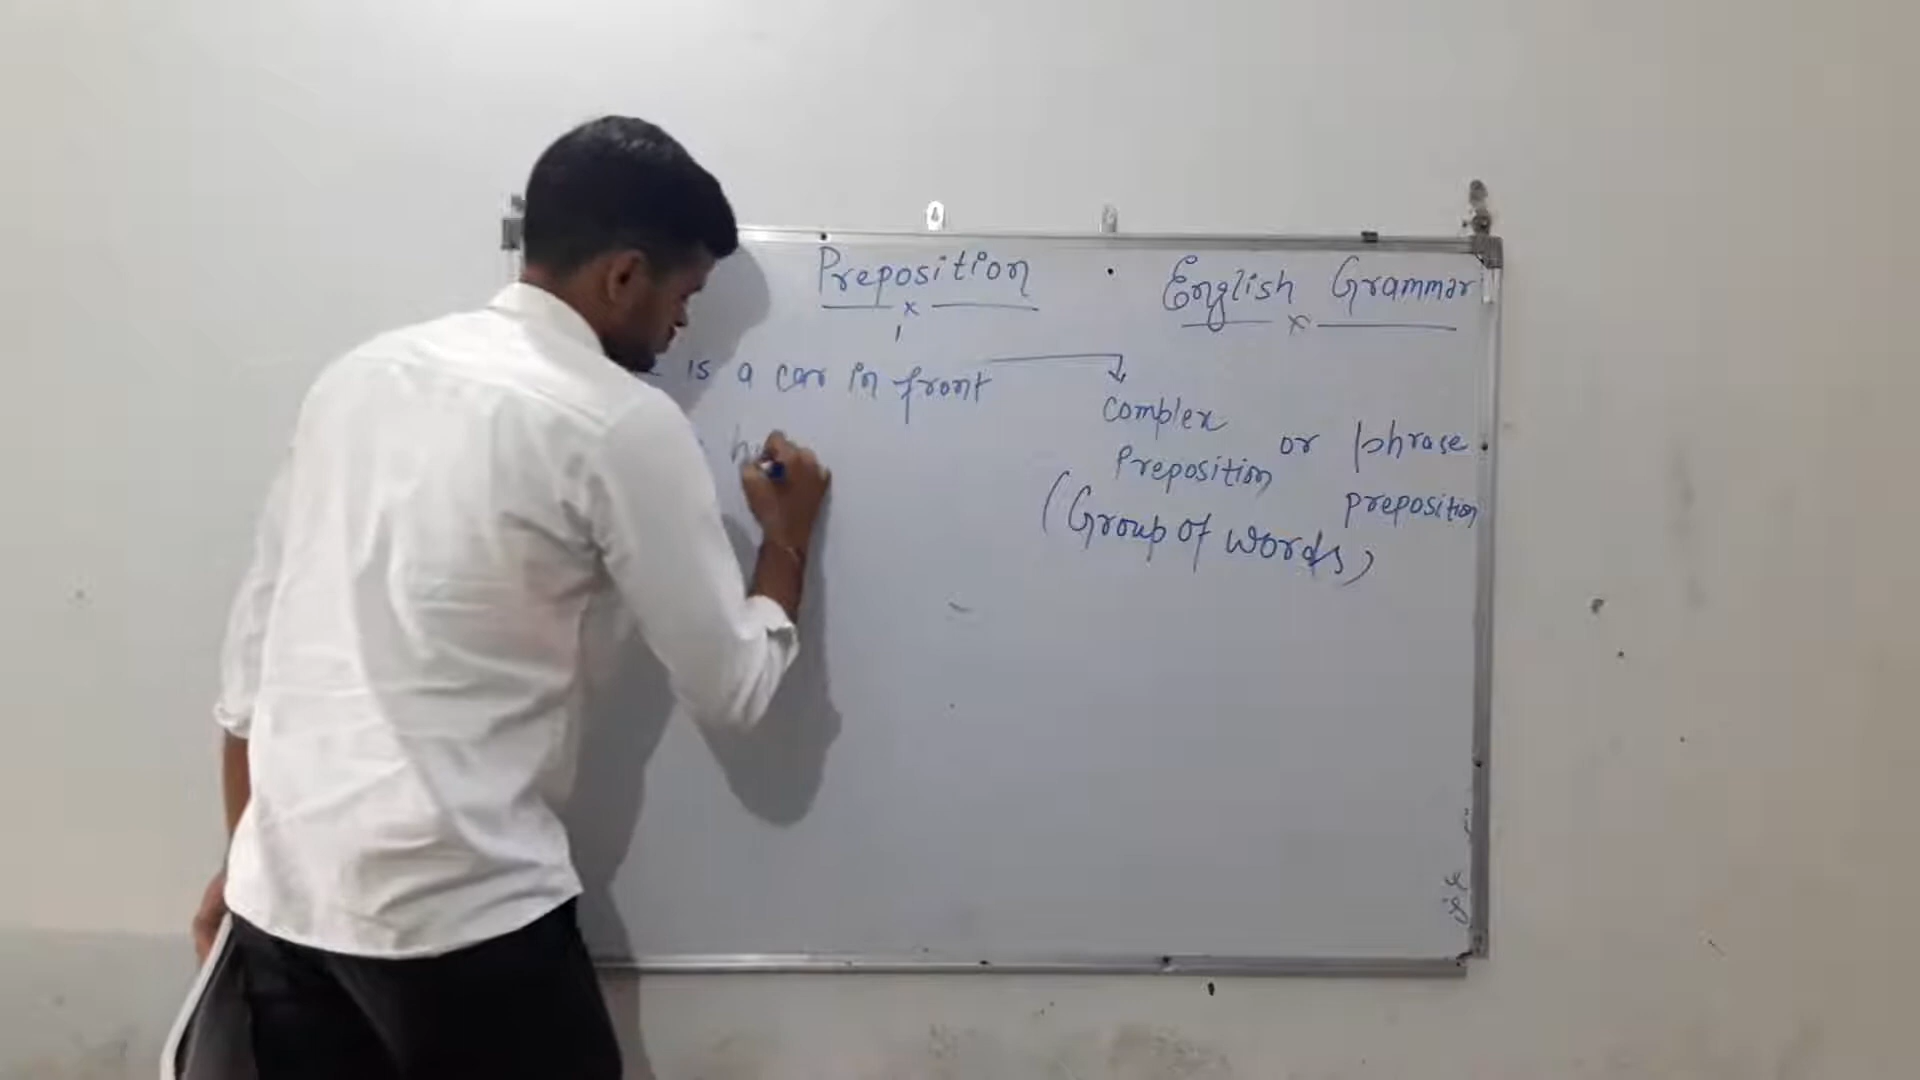 Preposition
English Grammar
is a car in front
complex
Preposition
or phrase
preposition
(Group of words)